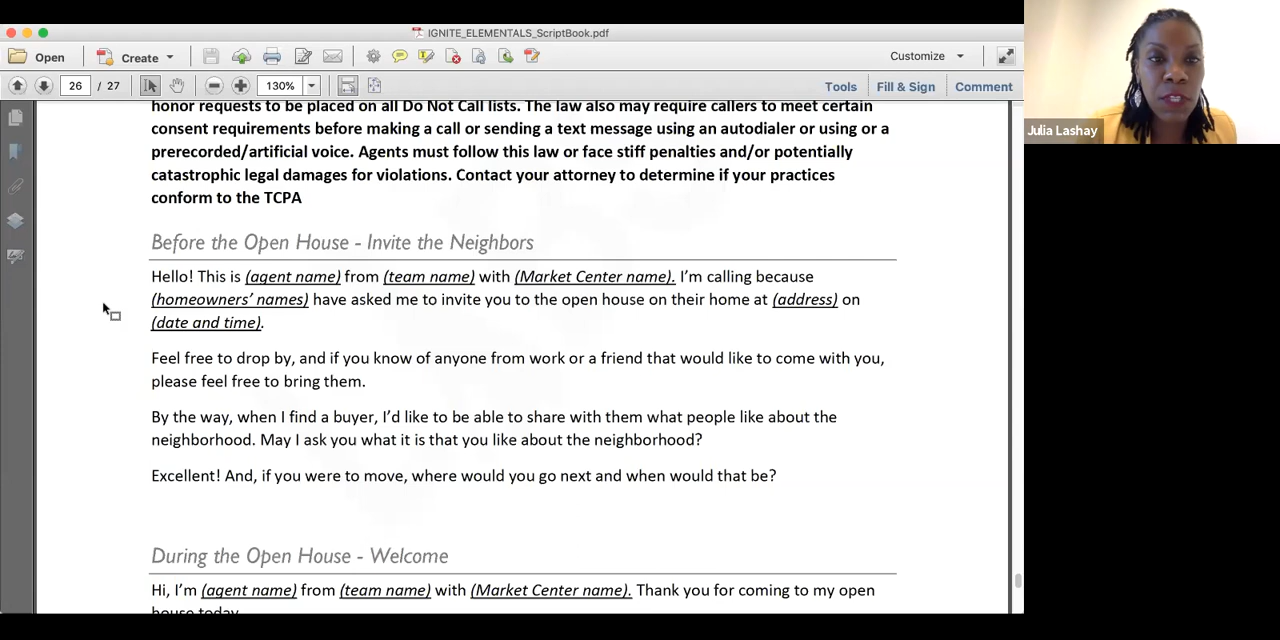 IGNITE_ELEMENTALS_ScriptBook.pdf
Open
Create
Customize
26 / 27
130%
Tools
Fill & Sign
Comment
Julia Lashay
honor requests to be placed on all Do Not Call lists. The law also may require callers to meet certain
consent requirements before making a call or sending a text message using an autodialer or using or a
prerecorded/artificial voice. Agents must follow this law or face stiff penalties and/or potentially
catastrophic legal damages for violations. Contact your attorney to determine if your practices
conform to the TCPA
Before the Open House - Invite the Neighbors
Hello! This is (agent name) from (team name) with (Market Center name). I’m calling because
(homeowners’ names) have asked me to invite you to the open house on their home at (address) on
(date and time).
Feel free to drop by, and if you know of anyone from work or a friend that would like to come with you,
please feel free to bring them.
By the way, when I find a buyer, I’d like to be able to share with them what people like about the
neighborhood. May I ask you what it is that you like about the neighborhood?
Excellent! And, if you were to move, where would you go next and when would that be?
During the Open House - Welcome
Hi, I’m (agent name) from (team name) with (Market Center name). Thank you for coming to my open
house today